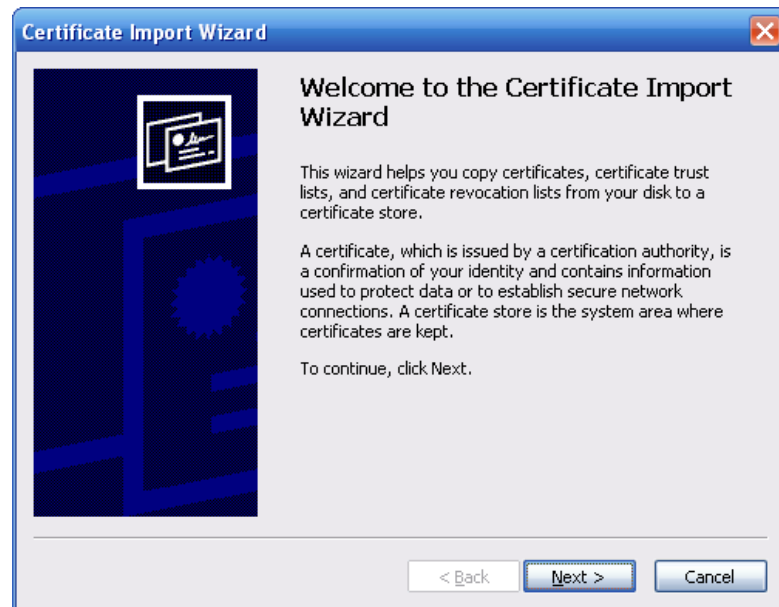 Certificate Import Wizard
Welcome to the Certificate Import
Wizard
This wizard helps you copy certificates, certificate trust
lists, and certificate revocation lists from your disk to a
certificate store.
A certificate, which is issued by a certification authority, is
a confirmation of your identity and contains information
used to protect data or to establish secure network
connections. A certificate store is the system area where
certificates are kept.
To continue, click Next.
< Back Next > Cancel